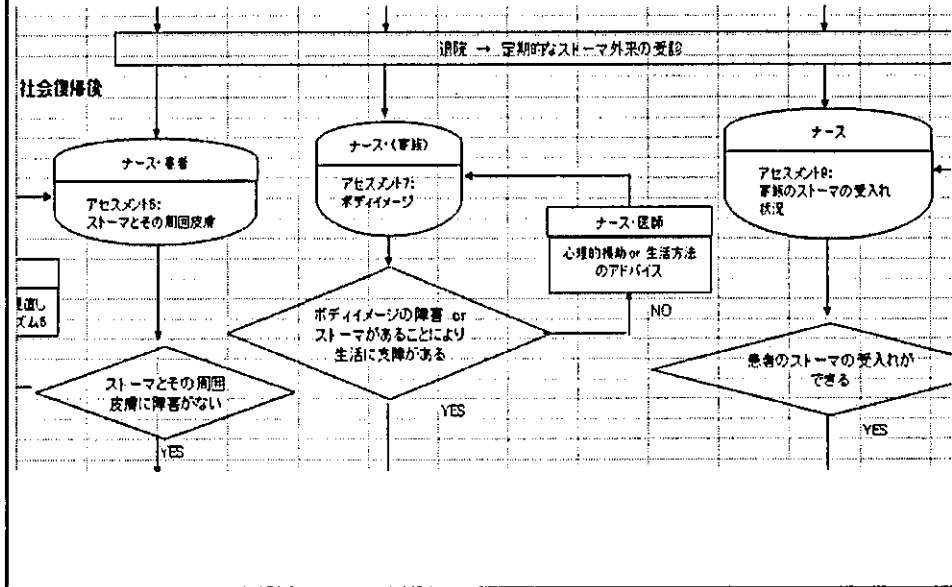 退院 → 定期的なストーマ外来の受診
社会復帰後
ナース・患者
アセスメント6:
ストーマとその周囲皮膚
ナース・(家族)
アセスメント7:
ボディイメージ
ナース・医師
心理的援助 or 生活方法
のアドバイス
ナース
アセスメント9:
家族のストーマの受入れ
状況
見直し
ズム6
ストーマとその周囲
皮膚に障害がない
YES
ボディイメージの障害 or
ストーマがあることにより
生活に支障がある
NO
YES
患者のストーマの受入れが
できる
YES